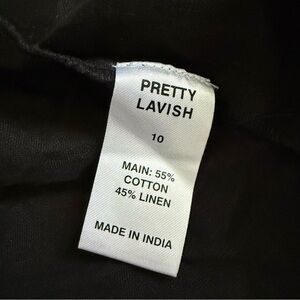 PRETTY
LAVISH
10
MAIN: 55%
COTTON
45% LINEN
MADE IN INDIA